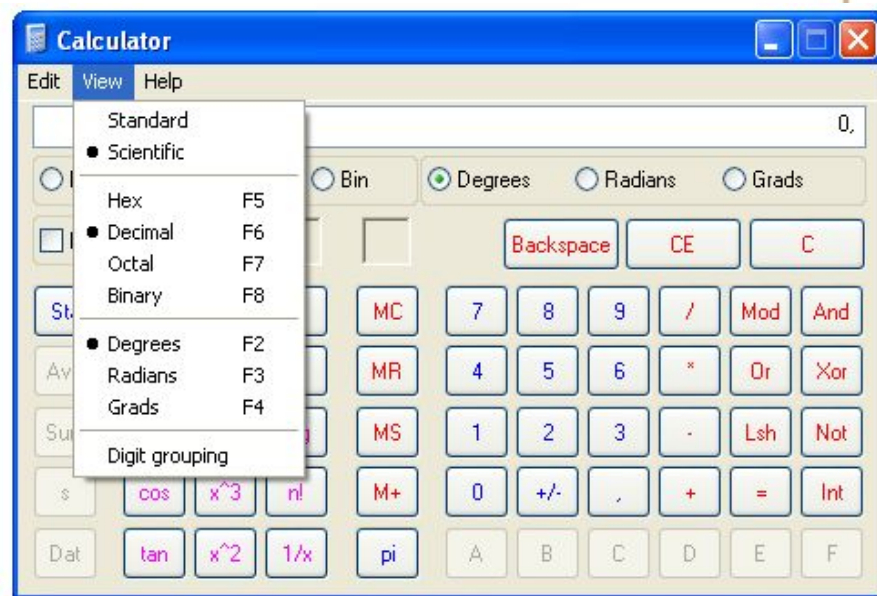 Calculator
Edit View Help
0,
Standard
Scientific
Hex F5
Decimal F6
Octal F7
Binary F8
Degrees F2
Radians F3
Grads F4
Digit grouping
Bin Degrees Radians Grads
Backspace CE C
MC 7 8 9 / Mod And
MR 4 5 6 * Or Xor
MS 1 2 3 - Lsh Not
s cos x^3 n! M+ 0 +/- , + = Int
Dat tan x^2 1/x pi A B C D E F